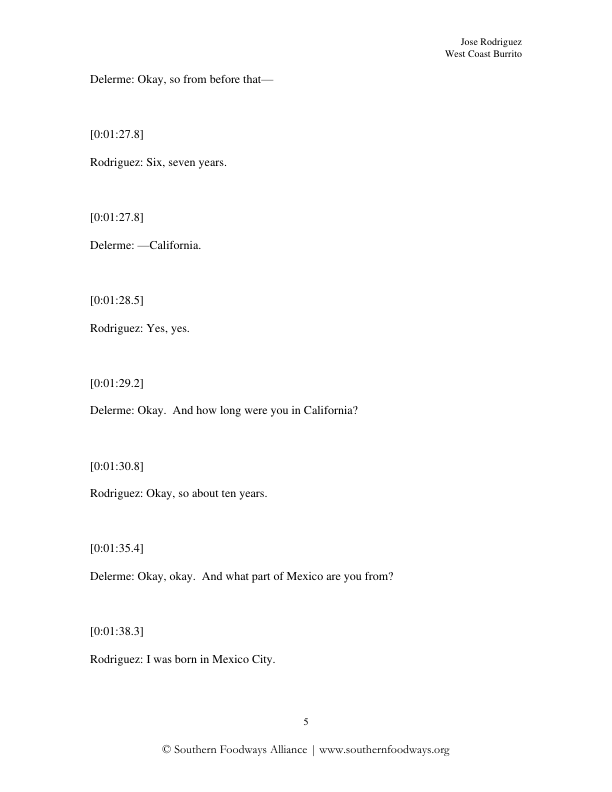 Jose Rodriguez
West Coast Burrito
Delerme: Okay, so from before that—
[0:01:27.8]
Rodriguez: Six, seven years.
[0:01:27.8]
Delerme: —California.
[0:01:28.5]
Rodriguez: Yes, yes.
[0:01:29.2]
Delerme: Okay.  And how long were you in California?
[0:01:30.8]
Rodriguez: Okay, so about ten years.
[0:01:35.4]
Delerme: Okay, okay.  And what part of Mexico are you from?
[0:01:38.3]
Rodriguez: I was born in Mexico City.
5
© Southern Foodways Alliance | www.southernfoodways.org